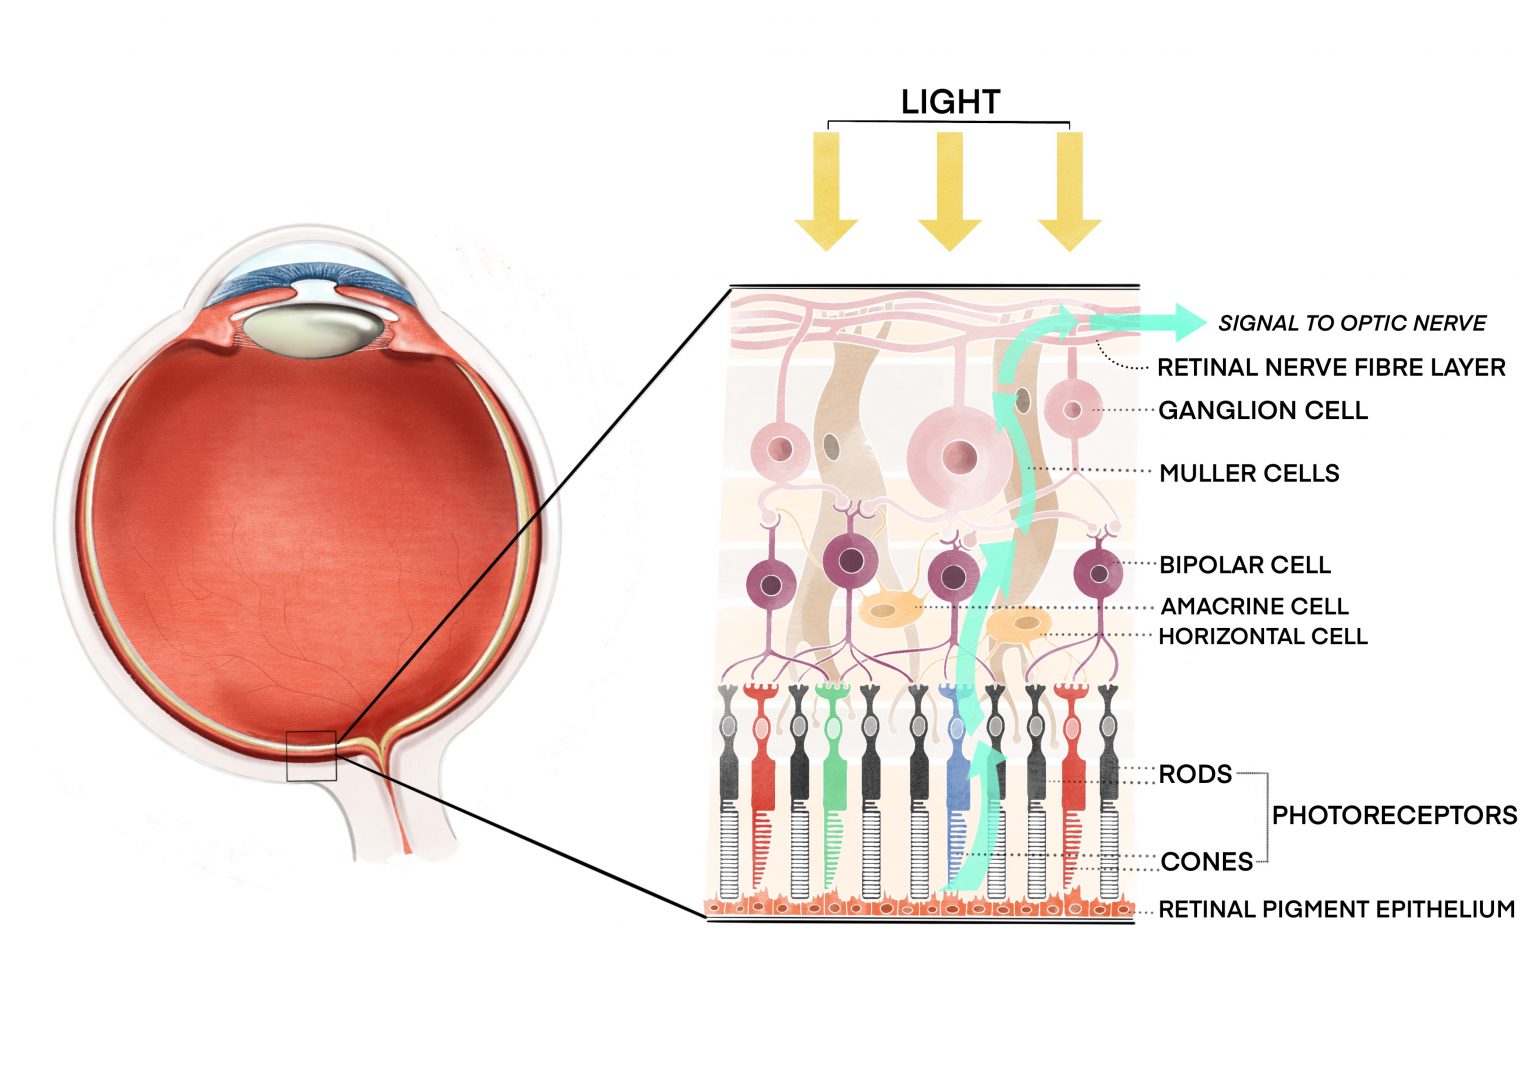 LIGHT
SIGNAL TO OPTIC NERVE
RETINAL NERVE FIBRE LAYER
GANGLION CELL
MULLER CELLS
BIPOLAR CELL
AMACRINE CELL
HORIZONTAL CELL
RODS
PHOTORECEPTORS
CONES
RETINAL PIGMENT EPITHELIUM